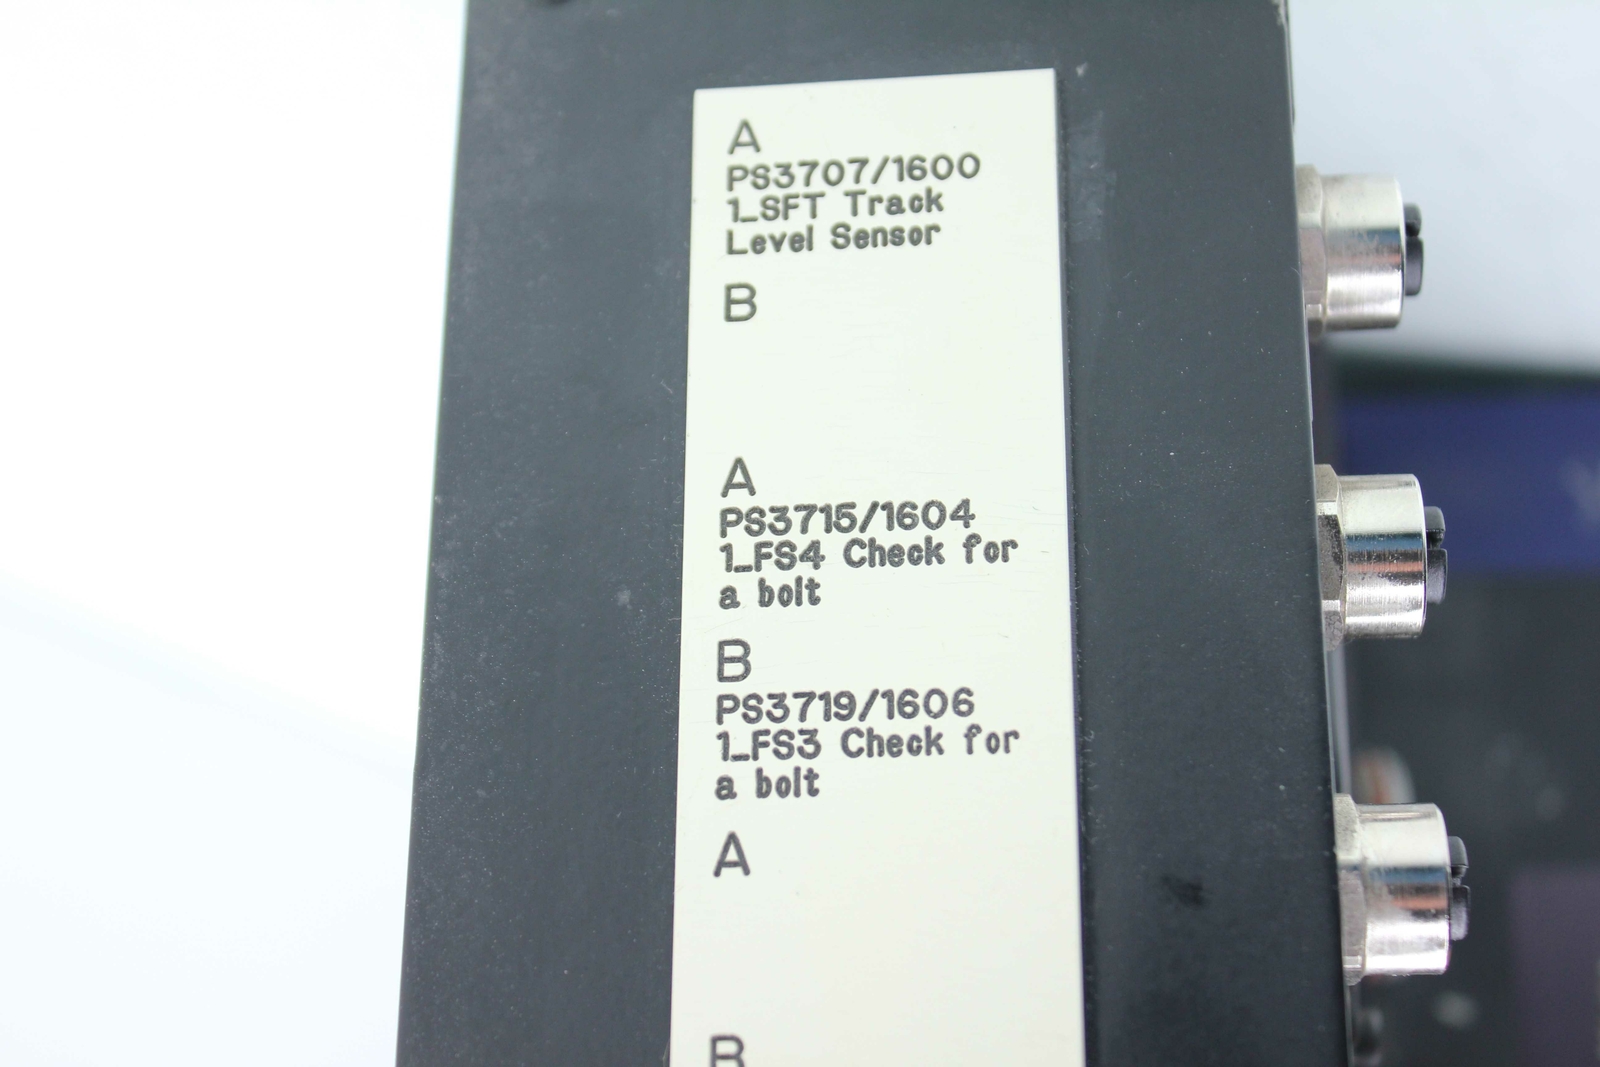 A
PS3707/1600
1_SFT Track
Level Sensor
B
A
PS3715/1604
1_FS4 Check for
a bolt
B
PS3719/1606
1_FS3 Check for
a bolt
A
B